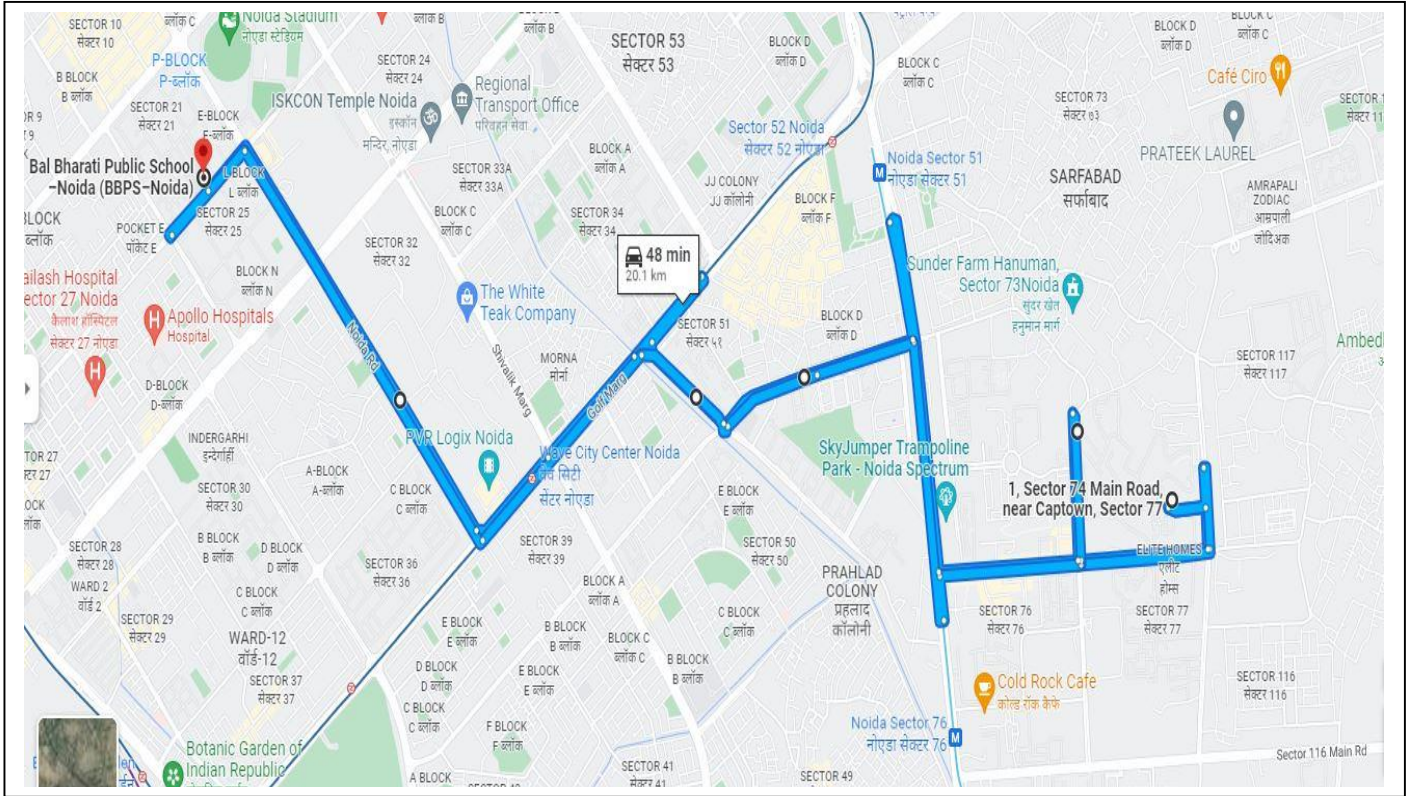 SECTOR 10
सेक्टर 10
Noida Stadium
नोएडा स्टेडियम
P-BLOCK
P-ब्लॉक
B BLOCK
B ब्लॉक
SECTOR 21
सेक्टर 21
E-BLOCK
E-ब्लॉक
SECTOR 24
सेक्टर 24
ISKCON Temple Noida
इस्कॉन
मन्दिर, नोएडा
Regional
Transport Office
परिवहन सेवा
SECTOR 53
सेक्टर 53
BLOCK D
ब्लॉक D
BLOCK C
ब्लॉक C
BLOCK D
ब्लॉक D
BLOCK C
ब्लॉक C
Café Ciro
SECTOR 73
सेक्टर
PRATEEK LAUREL
Bal Bharati Public School
-Noida (BBPS-Noida)
L BLOCK
L ब्लॉक
SECTOR 33A
सेक्टर 33A
BLOCK A
ब्लॉक A
Sector 52 Noida
सेक्टर 52 नोएडा
Noida Sector 51
नोएडा सेक्टर 51
SARFABAD
सर्फाबाद
AMRAPALI
ZODIAC
आम्रपाली
जोदिअक
POCKET E
पॉकेट E
SECTOR 25
सेक्टर 25
BLOCK C
ब्लॉक C
SECTOR 34
सेक्टर 34
JJ COLONY
JJ कॉलोनी
BLOCK F
ब्लॉक F
SECTOR 32
सेक्टर 32
BLOCK N
ब्लॉक N
48 min
20.1 km
Sunder Farm Hanuman,
Sector 73Noida
सुंदर खेत
हनुमान मार्ग
ailash Hospital
ector 27 Noida
कैलाश हॉस्पिटल
सेक्टर 27 नोएडा
Apollo Hospitals
Hospital
The White
Teak Company
SECTOR 51
सेक्टर ५१
BLOCK D
ब्लॉक D
Noida Rd
Shivalik Marg
MORNA
मोर्ना
Golf Marg
SECTOR 117
सेक्टर 117
Ambed
D-BLOCK
D-ब्लॉक
INDERGARHI
इन्देर्गार्ही
PVR Logix Noida
Wave City Center Noida
वेव सिटी
सेंटर नोएडा
SkyJumper Trampoline
Park - Noida Spectrum
1, Sector 74 Main Road,
near Captown, Sector 77
A-BLOCK
A-ब्लॉक
C BLOCK
C ब्लॉक
SECTOR 30
सेक्टर 30
E BLOCK
E ब्लॉक
B BLOCK
B ब्लॉक
D BLOCK
D ब्लॉक
SECTOR 39
सेक्टर 39
SECTOR 50
सेक्टर 50
ELITE HOMES
एलीट
होम्स
SECTOR 28
सेक्टर 28
SECTOR 36
सेक्टर 36
WARD 2
वॉर्ड 2
C BLOCK
C ब्लॉक
BLOCK A
ब्लॉक A
PRAHLAD
COLONY
प्रहलाद
कॉलोनी
SECTOR 29
सेक्टर 29
WARD-12
वॉर्ड-12
E BLOCK
E ब्लॉक
B BLOCK
B ब्लॉक
BLOCK C
ब्लॉक C
C BLOCK
C ब्लॉक
SECTOR 76
सेक्टर 76
SECTOR 77
सेक्टर 77
D BLOCK
D ब्लॉक
E BLOCK
E ब्लॉक
B BLOCK
B ब्लॉक
SECTOR 37
सेक्टर 37
C BLOCK
C ब्लॉक
F BLOCK
F ब्लॉक
Cold Rock Cafe
कोल्ड रॉक कैफे
SECTOR 116
सेक्टर 116
Noida Sector 76
नोएडा सेक्टर 76
Botanic Garden of
Indian Republic
SECTOR 41
सेक्टर 41
A BLOCK
SECTOR 49
Sector 116 Main Rd